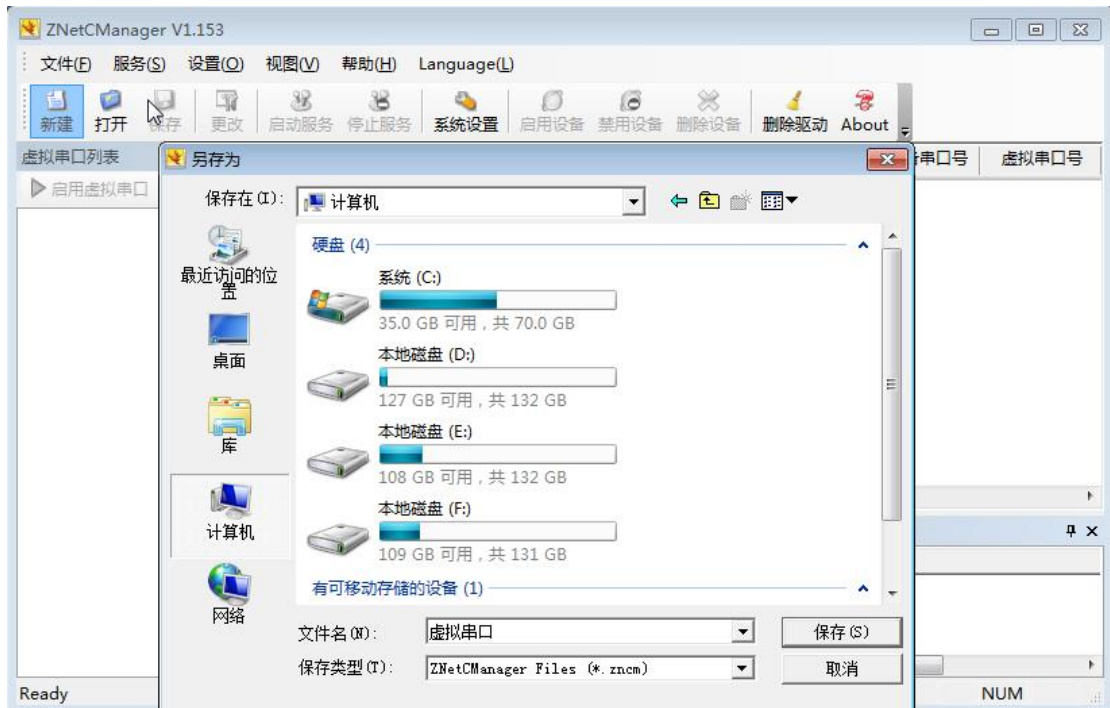 ZNetCManager V1.153
文件(F) 服务(S) 设置(O) 视图(V) 帮助(H) Language(L)
新建 打开 保存 更改 启动服务 停止服务 系统设置 启用设备 禁用设备 删除设备 删除驱动 About
虚拟串口列表
串口号 虚拟串口号
启用虚拟串口
另存为
保存在(I): 计算机
最近访问的位置
桌面
库
计算机
网络
硬盘 (4)
系统 (C:)
35.0 GB 可用，共 70.0 GB
本地磁盘 (D:)
127 GB 可用，共 132 GB
本地磁盘 (E:)
108 GB 可用，共 132 GB
本地磁盘 (F:)
109 GB 可用，共 131 GB
有可移动存储的设备 (1)
文件名(N): 虚拟串口 保存(S)
保存类型(T): ZNetCManager Files (*.zncm) 取消
Ready NUM